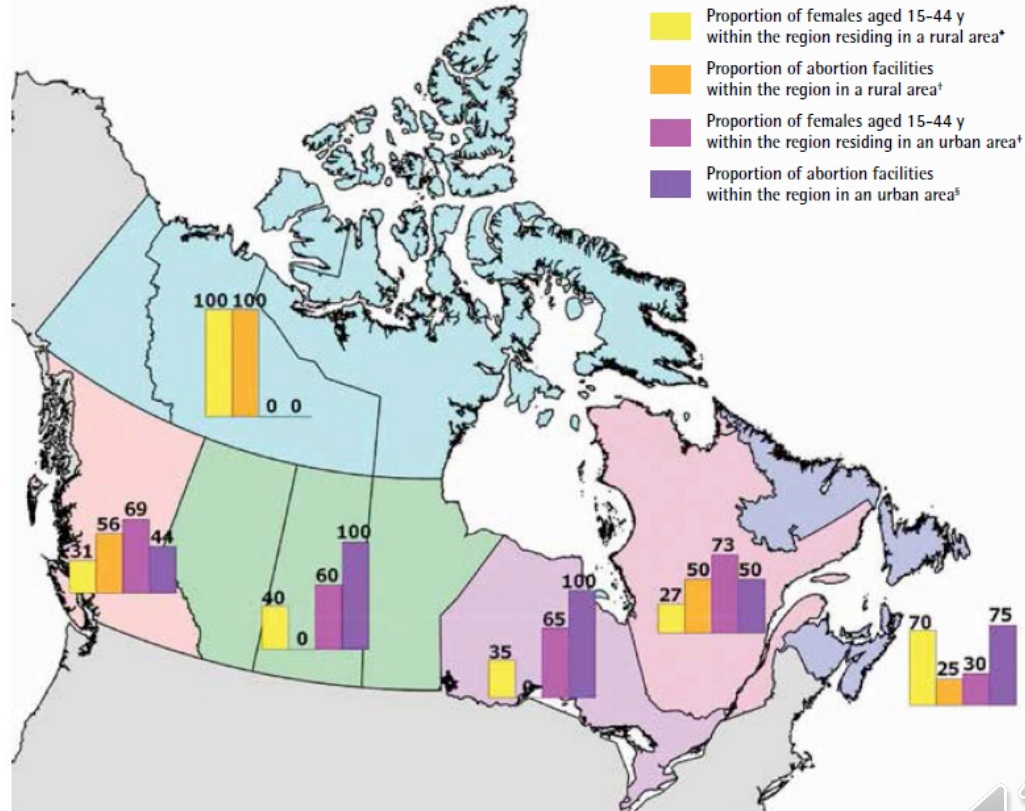 Proportion of females aged 15-44 y
within the region residing in a rural area*
Proportion of abortion facilities
within the region in a rural area†
Proportion of females aged 15-44 y
within the region residing in an urban area†
Proportion of abortion facilities
within the region in an urban area§
100 100
0 0
31 56 69 44
40 0 60 100
35 0 65 100
27 50 73 50
70 25 30 75